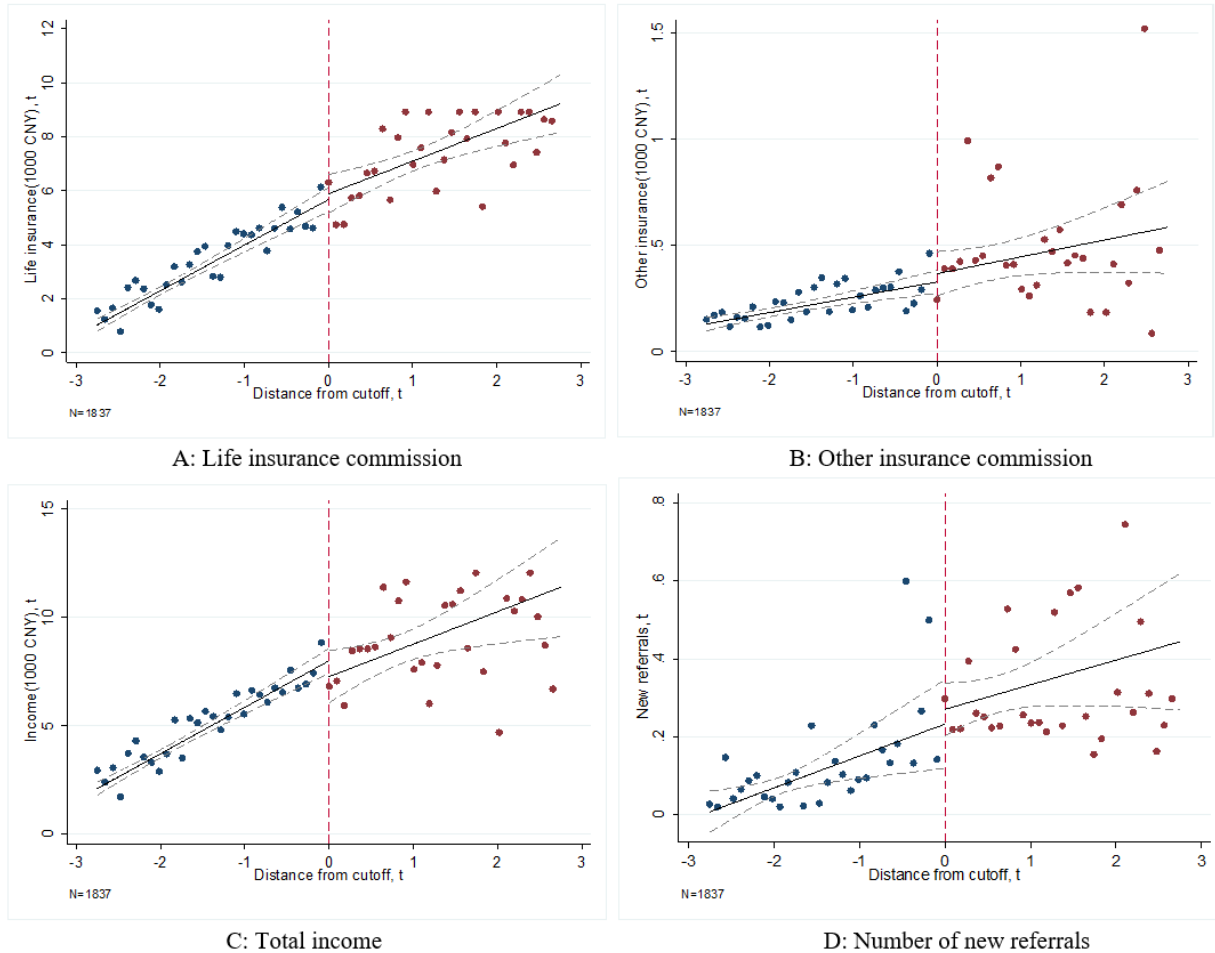 Life insurance(1000 CNY), t
12
10
8
6
4
2
0
-3 -2 -1 0 1 2 3
Distance from cutoff, t
N=1837
A: Life insurance commission
Other insurance(1000 CNY), t
1.5
1
.5
0
-3 -2 -1 0 1 2 3
Distance from cutoff, t
N=1837
B: Other insurance commission
Income(1000 CNY), t
15
10
5
0
-3 -2 -1 0 1 2 3
Distance from cutoff, t
N=1837
C: Total income
New referrals, t
.8
.6
.4
.2
0
-3 -2 -1 0 1 2 3
Distance from cutoff, t
N=1837
D: Number of new referrals